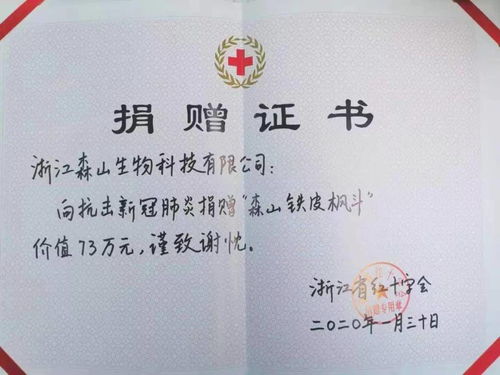 捐赠证书
浙江森山生物科技有限公司：
向抗击新冠肺炎捐赠“森山铁皮枫斗”
价值73万元，谨致谢忱。
浙江省红十字会
二〇二〇年一月三十日